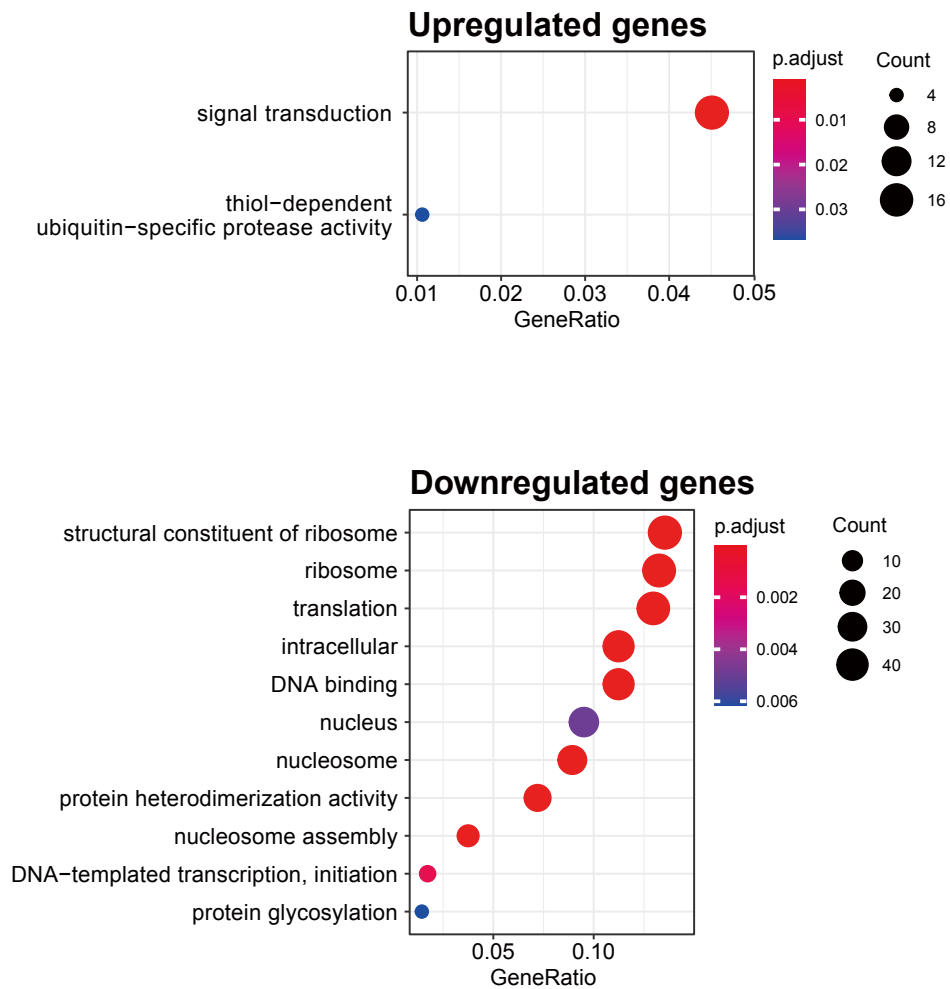 Upregulated genes
signal transduction
thiol−dependent
ubiquitin−specific protease activity
0.01 0.02 0.03 0.04 0.05
GeneRatio
p.adjust
0.01
0.02
0.03
Count
4
8
12
16
Downregulated genes
structural constituent of ribosome
ribosome
translation
intracellular
DNA binding
nucleus
nucleosome
protein heterodimerization activity
nucleosome assembly
DNA−templated transcription, initiation
protein glycosylation
0.05 0.10
GeneRatio
p.adjust
0.002
0.004
0.006
Count
10
20
30
40